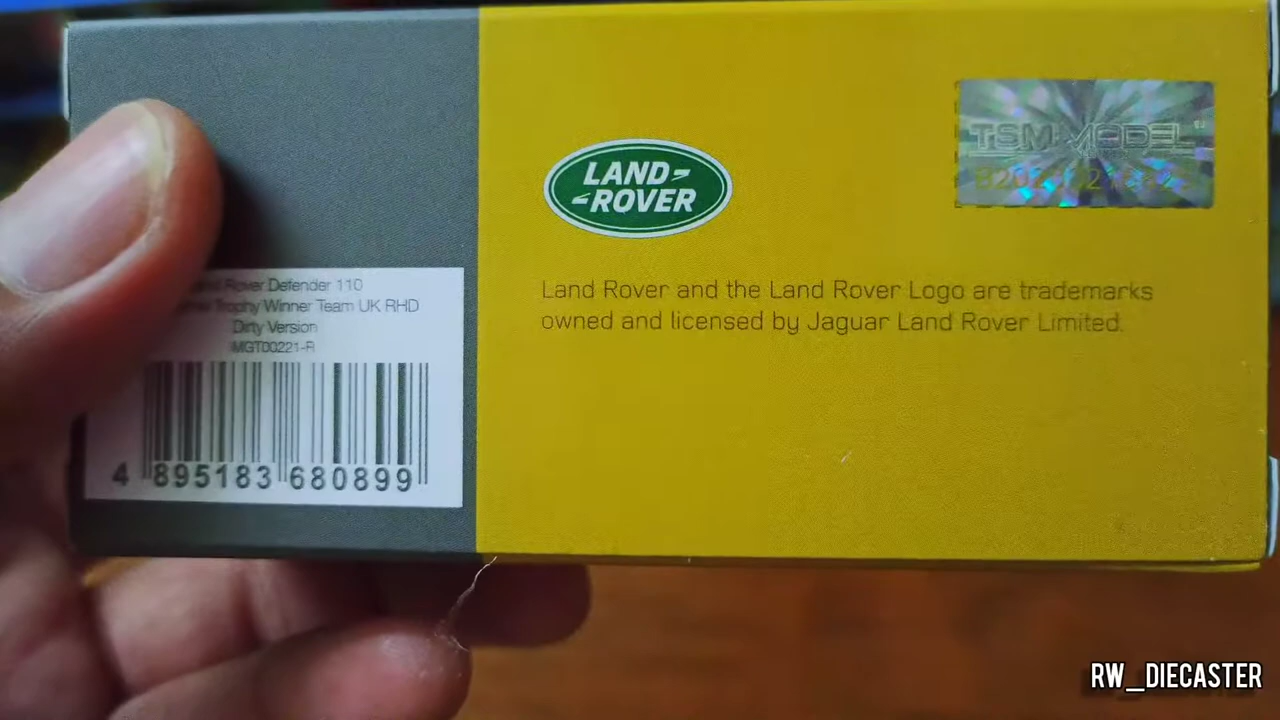 LAND
ROVER
TSM MODEL
Land Rover and the Land Rover Logo are trademarks
owned and licensed by Jaguar Land Rover Limited.
Rover Defender 110
Trophy Winner Team UK RHD
Dirty Version
MGT00221-R
4 895183 680899
RW_DIECASTER